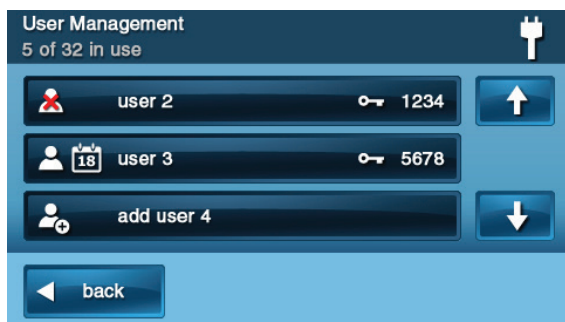 User Management
5 of 32 in use
user 2 1234
18 user 3 5678
add user 4
back